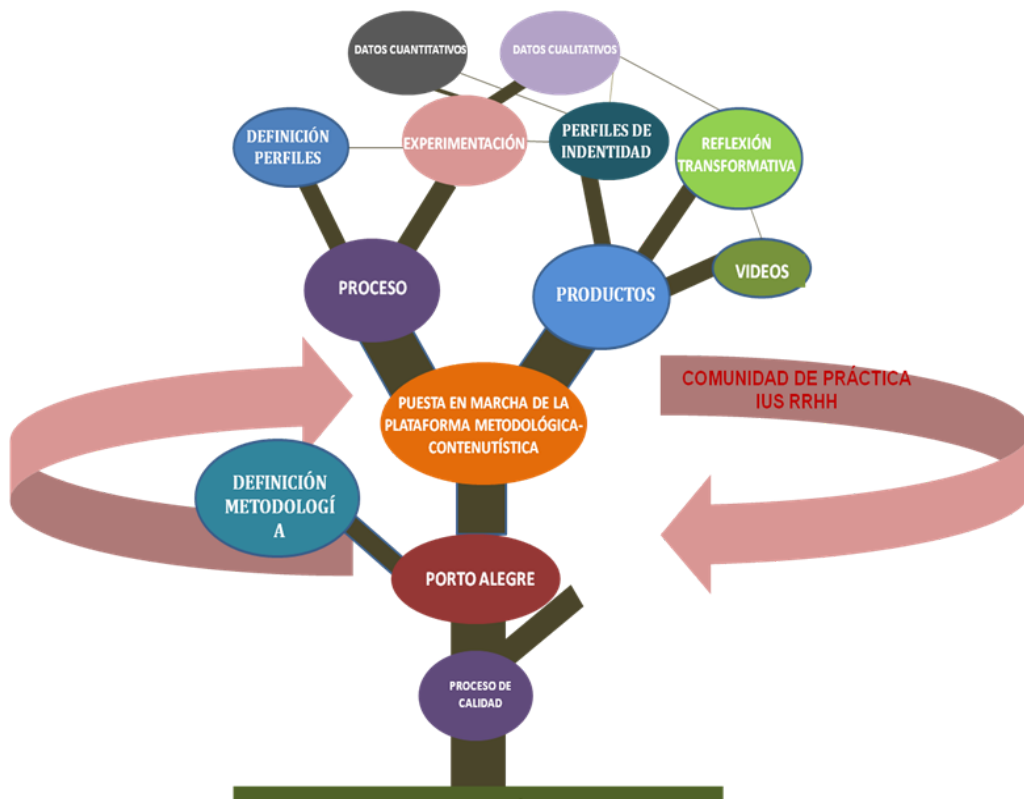 DATOS CUANTITATIVOS
DATOS CUALITATIVOS
DEFINICIÓN
PERFILES
EXPERIMENTACIÓN
PERFILES DE
INDENTIDAD
REFLEXIÓN
TRANSFORMATIVA
PROCESO
PRODUCTOS
VIDEOS
COMUNIDAD DE PRÁCTICA
IUS RRHH
PUESTA EN MARCHA DE LA
PLATAFORMA METODOLÓGICA-
CONTENUTÍSTICA
DEFINICIÓN
METODOLOGÍ
A
PORTO ALEGRE
PROCESO DE
CALIDAD